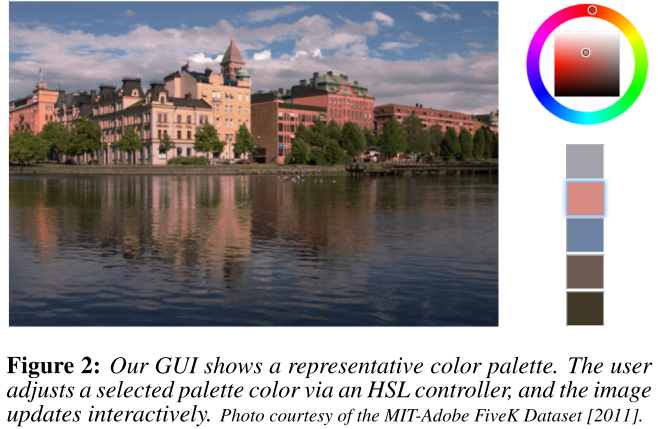 Figure 2: Our GUI shows a representative color palette. The user
adjusts a selected palette color via an HSL controller, and the image
updates interactively. Photo courtesy of the MIT-Adobe FiveK Dataset [2011].